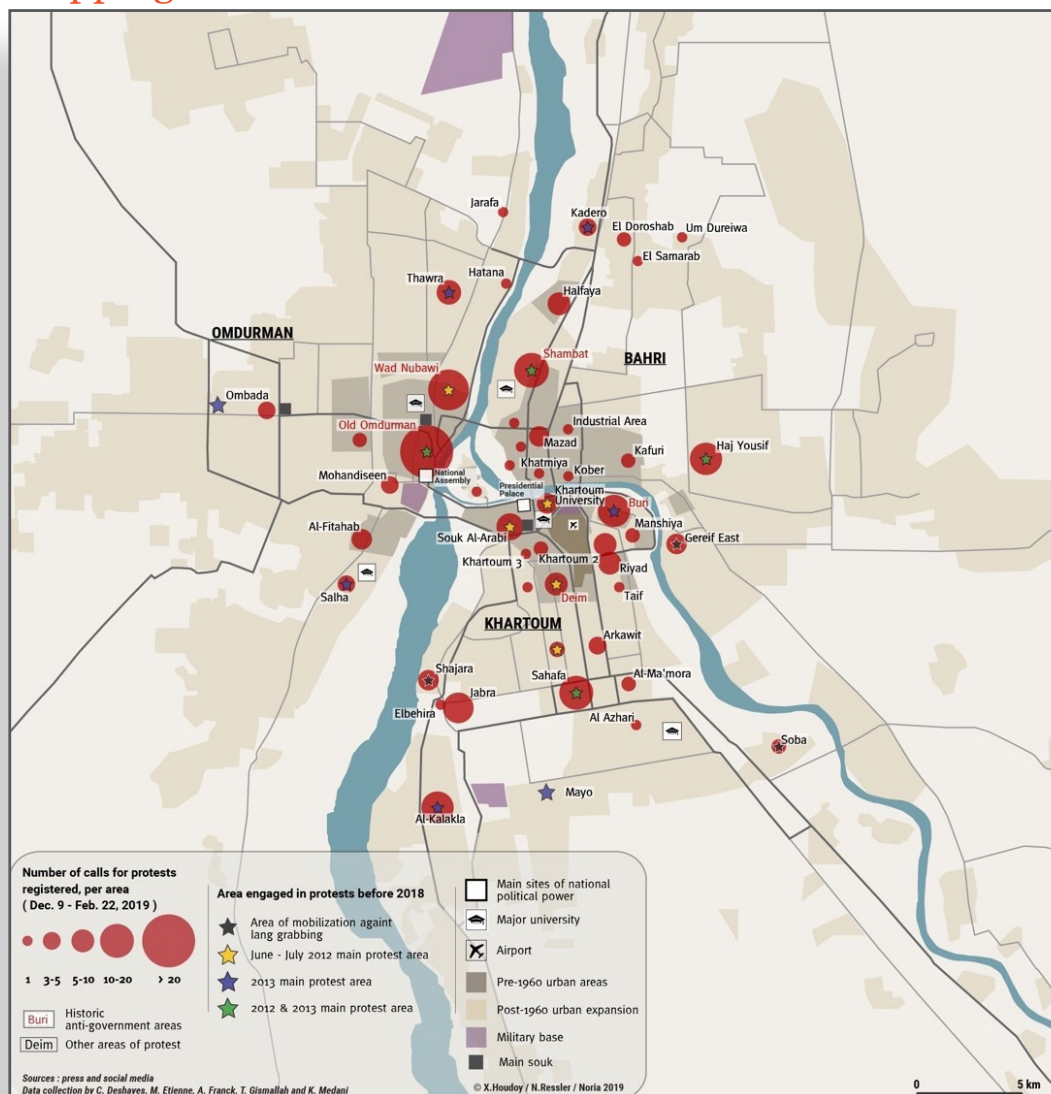 Jarafa
Kadero
El Doroshab
Um Dureiwa
El Samarab
Thawra
Hatana
Halfaya
OMDURMAN
Shambat
BAHRI
Wad Nubawi
Ombada
Old Omdurman
Industrial Area
Mazad
Kafuri
Haj Yousif
Khatmiya
Kober
Mohandiseen
National
Assembly
Presidential
Palace
Khartoum
University
Buri
Al-Fitahab
Souk Al-Arabi
Manshiya
Gereif East
Khartoum 3
Khartoum 2
Riyad
Salha
Deim
Taif
KHARTOUM
Arkawit
Shajara
Sahafa
Al-Ma'mora
Jabra
Elbehira
Al Azhari
Soba
Mayo
Al-Kalakla
Number of calls for protests
registered, per area
( Dec. 9 - Feb. 22, 2019 )
1 3-5 5-10 10-20 > 20
Buri Historic
anti-government areas
Deim Other areas of protest
Area engaged in protests before 2018
Area of mobilization againt
lang grabbing
June - July 2012 main protest area
2013 main protest area
2012 & 2013 main protest area
Main sites of national
political power
Major university
Airport
Pre-1960 urban areas
Post-1960 urban expansion
Military base
Main souk
Sources : press and social media
Data collection by C. Deshayes, M. Etienne, A. Franck, T. Gismallah and K. Medani
© X.Houdoy / N.Ressler / Noria 2019
0 5 km